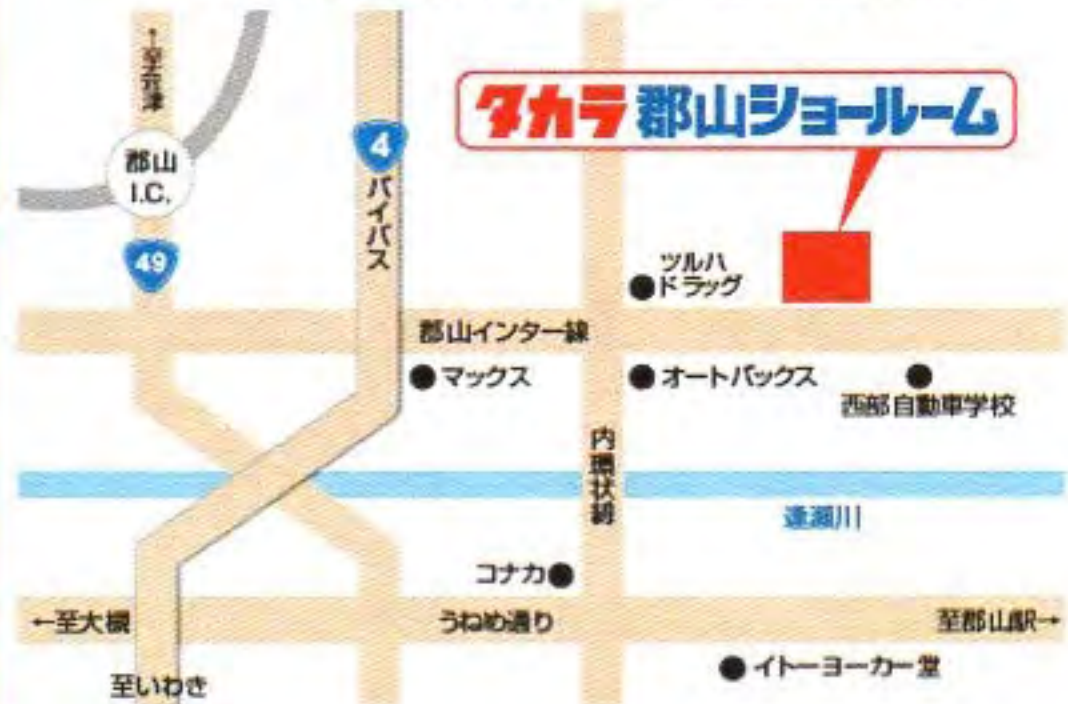 タカラ 郡山ショールーム
郡山
I.C.
49
4
バイパス
ツルハ
ドラッグ
郡山インター線
マックス
オートバックス
西部自動車学校
内環状線
逢瀬川
コナカ
←至大槻
うねめ通り
至郡山駅→
至いわき
イトーヨーカー堂